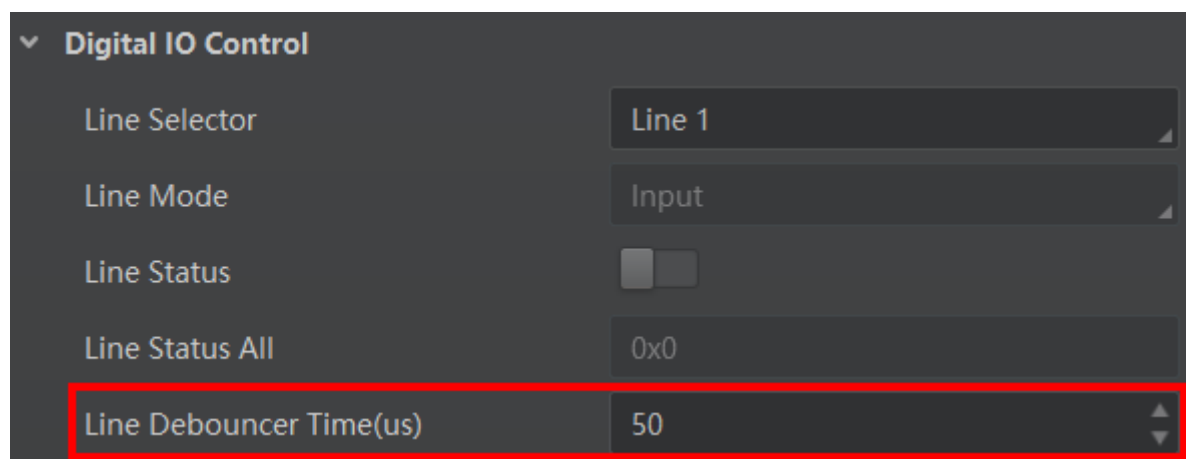 Digital IO Control
Line Selector Line 1
Line Mode Input
Line Status
Line Status All 0x0
Line Debouncer Time(us) 50